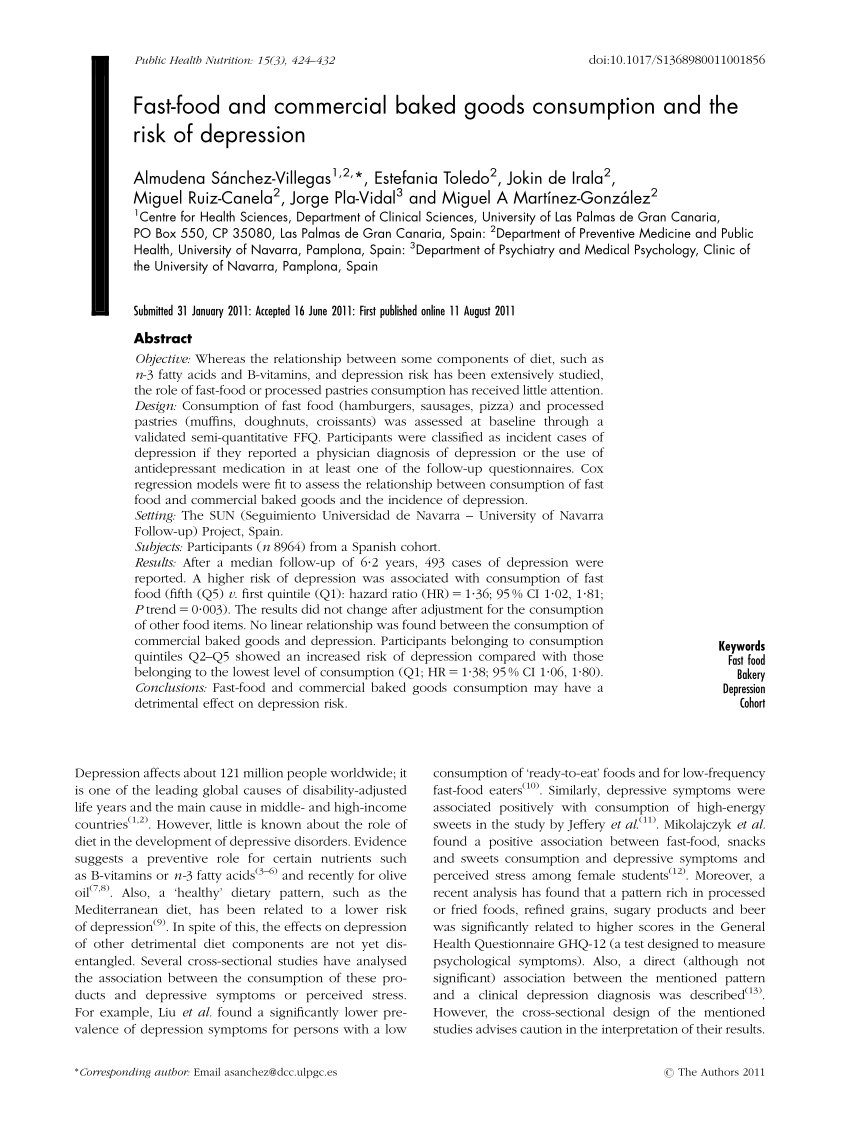 Public Health Nutrition: 15(3), 424–432
doi:10.1017/S1368980011001856
Fast-food and commercial baked goods consumption and the
risk of depression
Almudena Sánchez-Villegas1,2,*, Estefania Toledo2, Jokin de Irala2,
Miguel Ruiz-Canela2, Jorge Pla-Vidal3 and Miguel A Martínez-González2
1Centre for Health Sciences, Department of Clinical Sciences, University of Las Palmas de Gran Canaria,
PO Box 550, CP 35080, Las Palmas de Gran Canaria, Spain: 2Department of Preventive Medicine and Public
Health, University of Navarra, Pamplona, Spain: 3Department of Psychiatry and Medical Psychology, Clinic of
the University of Navarra, Pamplona, Spain
Submitted 31 January 2011: Accepted 16 June 2011: First published online 11 August 2011
Abstract
Objective: Whereas the relationship between some components of diet, such as
n-3 fatty acids and B-vitamins, and depression risk has been extensively studied,
the role of fast-food or processed pastries consumption has received little attention.
Design: Consumption of fast food (hamburgers, sausages, pizza) and processed
pastries (muffins, doughnuts, croissants) was assessed at baseline through a
validated semi-quantitative FFQ. Participants were classified as incident cases of
depression if they reported a physician diagnosis of depression or the use of
antidepressant medication in at least one of the follow-up questionnaires. Cox
regression models were fit to assess the relationship between consumption of fast
food and commercial baked goods and the incidence of depression.
Setting: The SUN (Seguimiento Universidad de Navarra – University of Navarra
Follow-up) Project, Spain.
Subjects: Participants (n 8964) from a Spanish cohort.
Results: After a median follow-up of 6·2 years, 493 cases of depression were
reported. A higher risk of depression was associated with consumption of fast
food (fifth (Q5) v. first quintile (Q1): hazard ratio (HR) = 1·36; 95 % CI 1·02, 1·81;
P trend = 0·003). The results did not change after adjustment for the consumption
of other food items. No linear relationship was found between the consumption of
commercial baked goods and depression. Participants belonging to consumption
quintiles Q2–Q5 showed an increased risk of depression compared with those
belonging to the lowest level of consumption (Q1; HR = 1·38; 95 % CI 1·06, 1·80).
Conclusions: Fast-food and commercial baked goods consumption may have a
detrimental effect on depression risk.
Keywords
Fast food
Bakery
Depression
Cohort
Depression affects about 121 million people worldwide; it
is one of the leading global causes of disability-adjusted
life years and the main cause in middle- and high-income
countries(1,2). However, little is known about the role of
diet in the development of depressive disorders. Evidence
suggests a preventive role for certain nutrients such
as B-vitamins or n-3 fatty acids(3–6) and recently for olive
oil(7,8). Also, a ‘healthy’ dietary pattern, such as the
Mediterranean diet, has been related to a lower risk
of depression(9). In spite of this, the effects on depression
of other detrimental diet components are not yet dis-
entangled. Several cross-sectional studies have analysed
the association between the consumption of these pro-
ducts and depressive symptoms or perceived stress.
For example, Liu et al. found a significantly lower pre-
valence of depression symptoms for persons with a low
consumption of ‘ready-to-eat’ foods and for low-frequency
fast-food eaters(10). Similarly, depressive symptoms were
associated positively with consumption of high-energy
sweets in the study by Jeffery et al.(11). Mikolajczyk et al.
found a positive association between fast-food, snacks
and sweets consumption and depressive symptoms and
perceived stress among female students(12). Moreover, a
recent analysis has found that a pattern rich in processed
or fried foods, refined grains, sugary products and beer
was significantly related to higher scores in the General
Health Questionnaire GHQ-12 (a test designed to measure
psychological symptoms). Also, a direct (although not
significant) association between the mentioned pattern
and a clinical depression diagnosis was described(13).
However, the cross-sectional design of the mentioned
studies advises caution in the interpretation of their results.
*Corresponding author: Email asanchez@dcc.ulpgc.es
© The Authors 2011